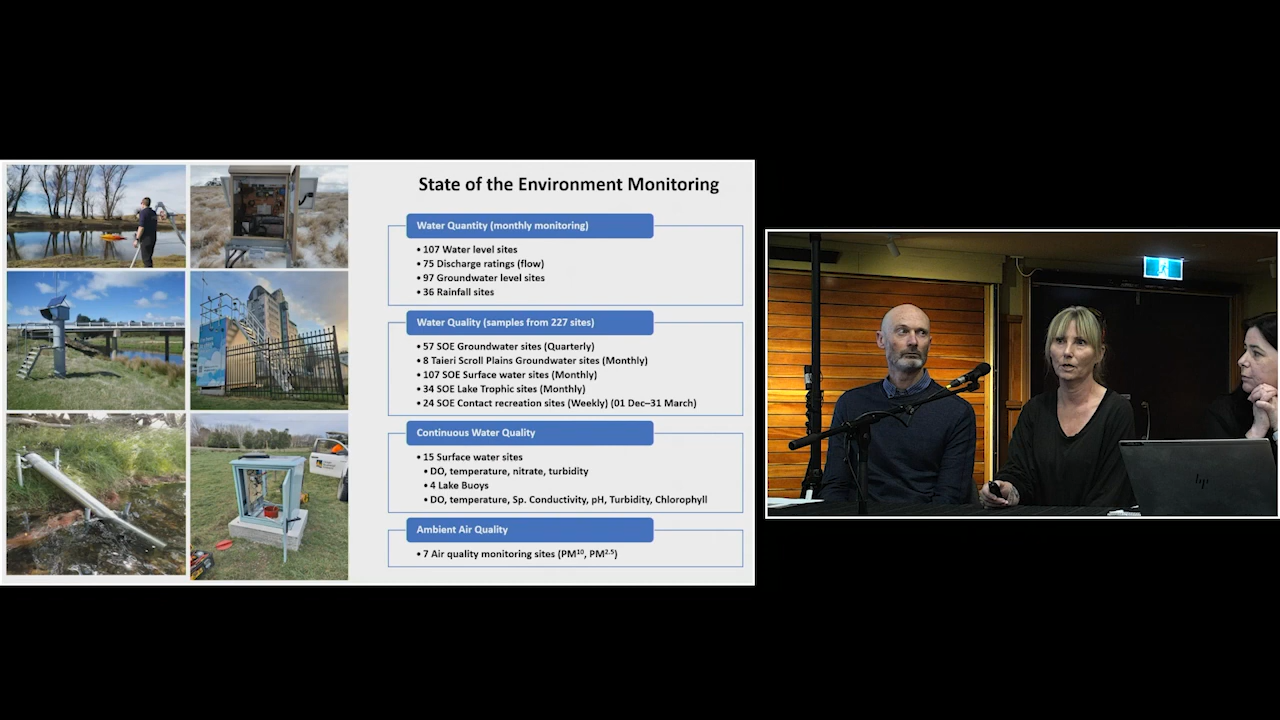 State of the Environment Monitoring
Water Quantity (monthly monitoring)
• 107 Water level sites
• 75 Discharge ratings (flow)
• 97 Groundwater level sites
• 36 Rainfall sites
Water Quality (samples from 227 sites)
• 57 SOE Groundwater sites (Quarterly)
• 8 Taieri Scroll Plains Groundwater sites (Monthly)
• 107 SOE Surface water sites (Monthly)
• 34 SOE Lake Trophic sites (Monthly)
• 24 SOE Contact recreation sites (Weekly) (01 Dec–31 March)
Continuous Water Quality
• 15 Surface water sites
• DO, temperature, nitrate, turbidity
• 4 Lake Buoys
• DO, temperature, Sp. Conductivity, pH, Turbidity, Chlorophyll
Ambient Air Quality
• 7 Air quality monitoring sites (PM¹⁰, PM²·⁵)
hp